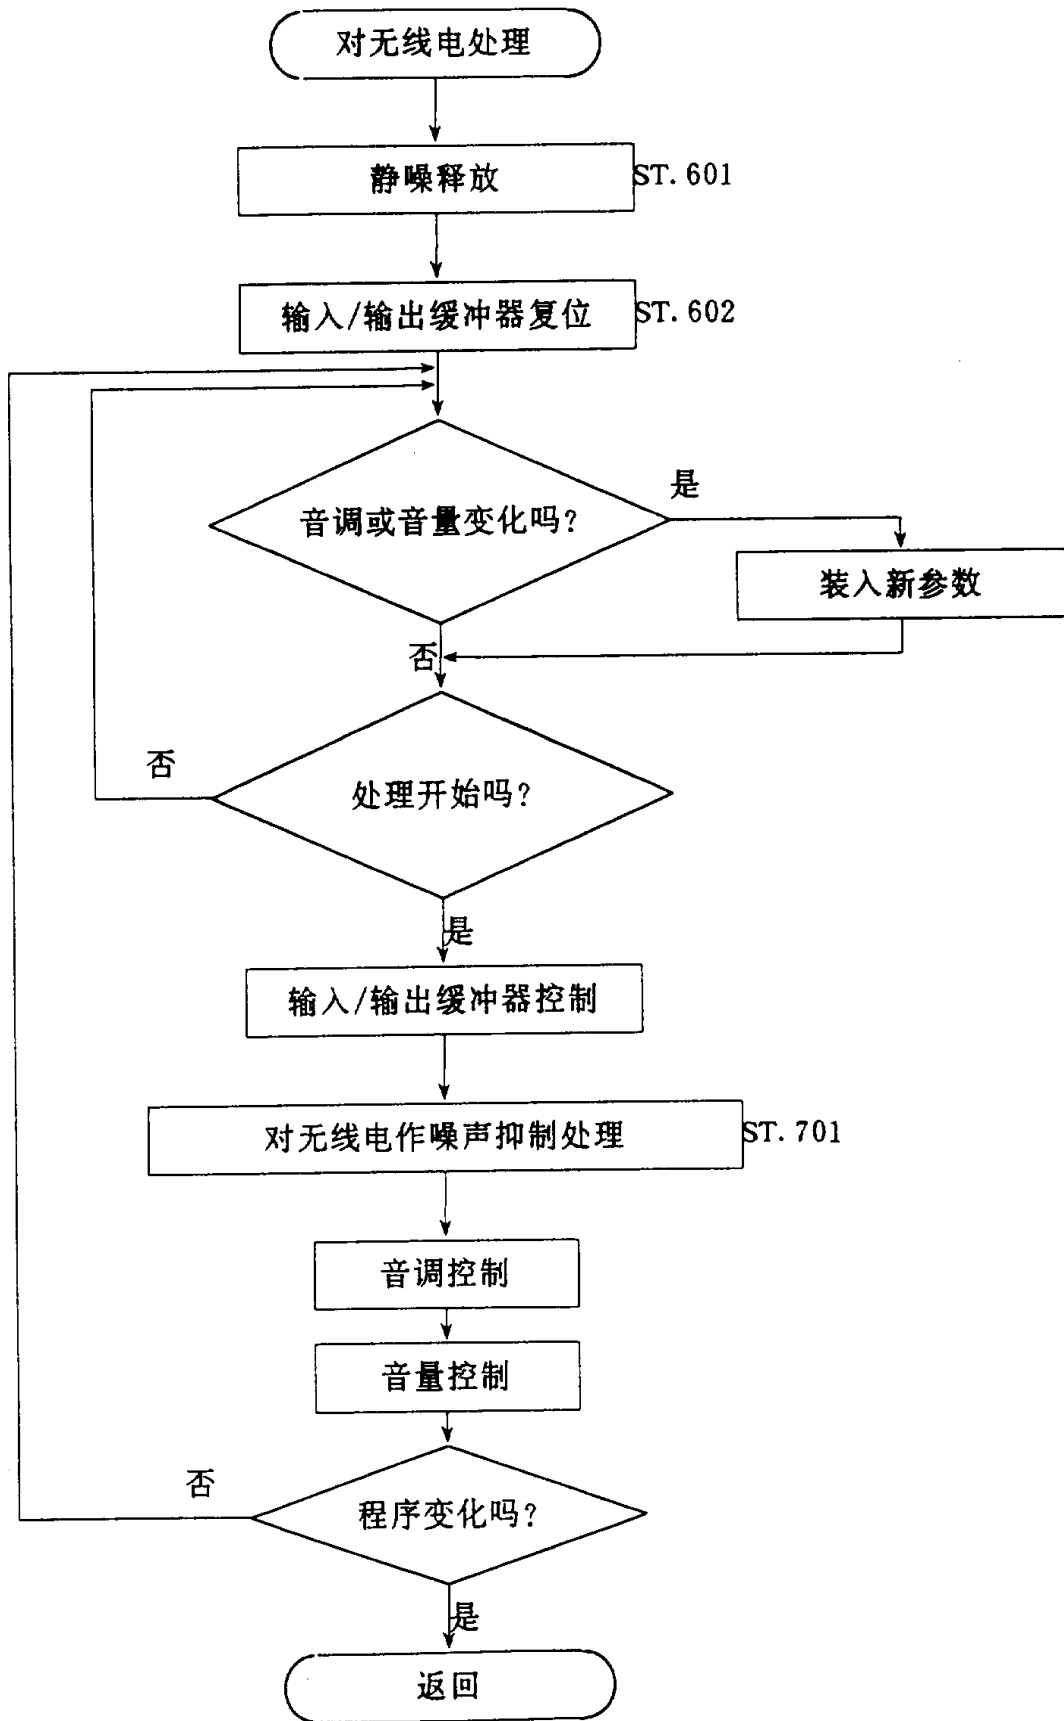 对无线电处理
静噪释放
ST.601
输入/输出缓冲器复位
ST.602
音调或音量变化吗?
是
装入新参数
否
处理开始吗?
否
是
输入/输出缓冲器控制
对无线电作噪声抑制处理
ST.701
音调控制
音量控制
程序变化吗?
否
是
返回